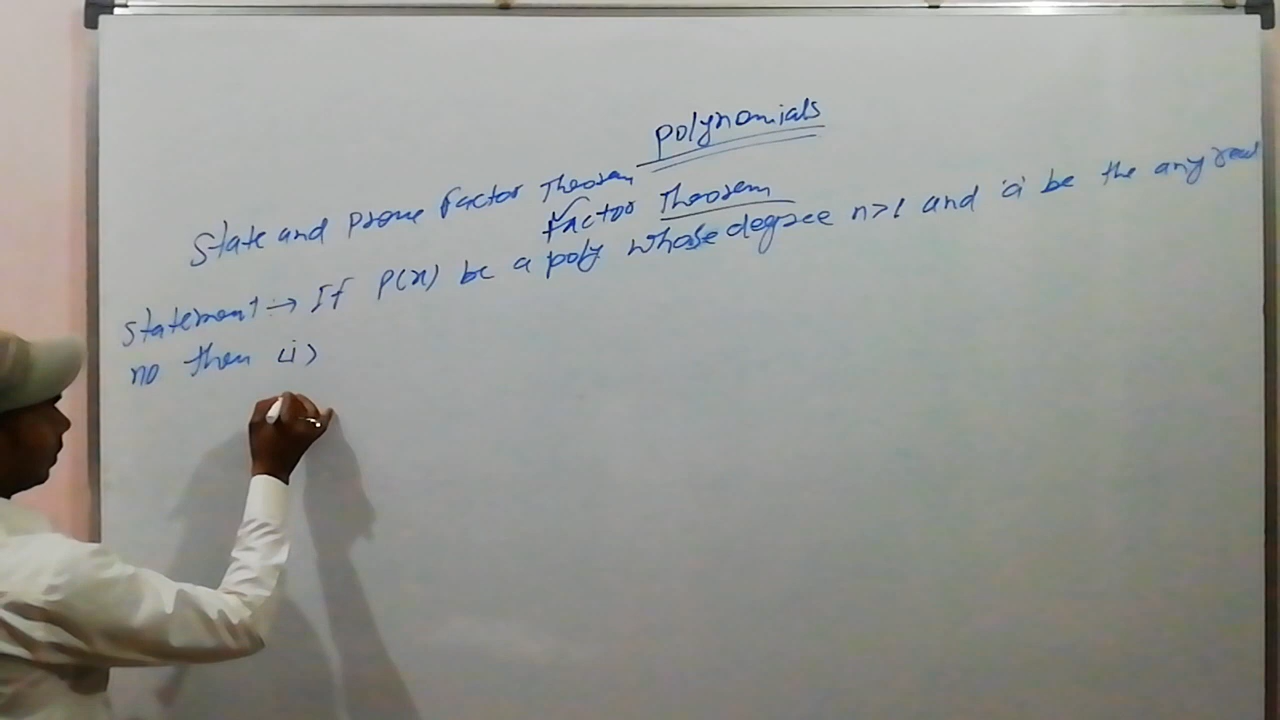 Polynomials
State and prove factor Theorem
factor Theorem
Statement :→ If P(x) be a poly whose degree n>1 and 'a' be the any real
no then (i)